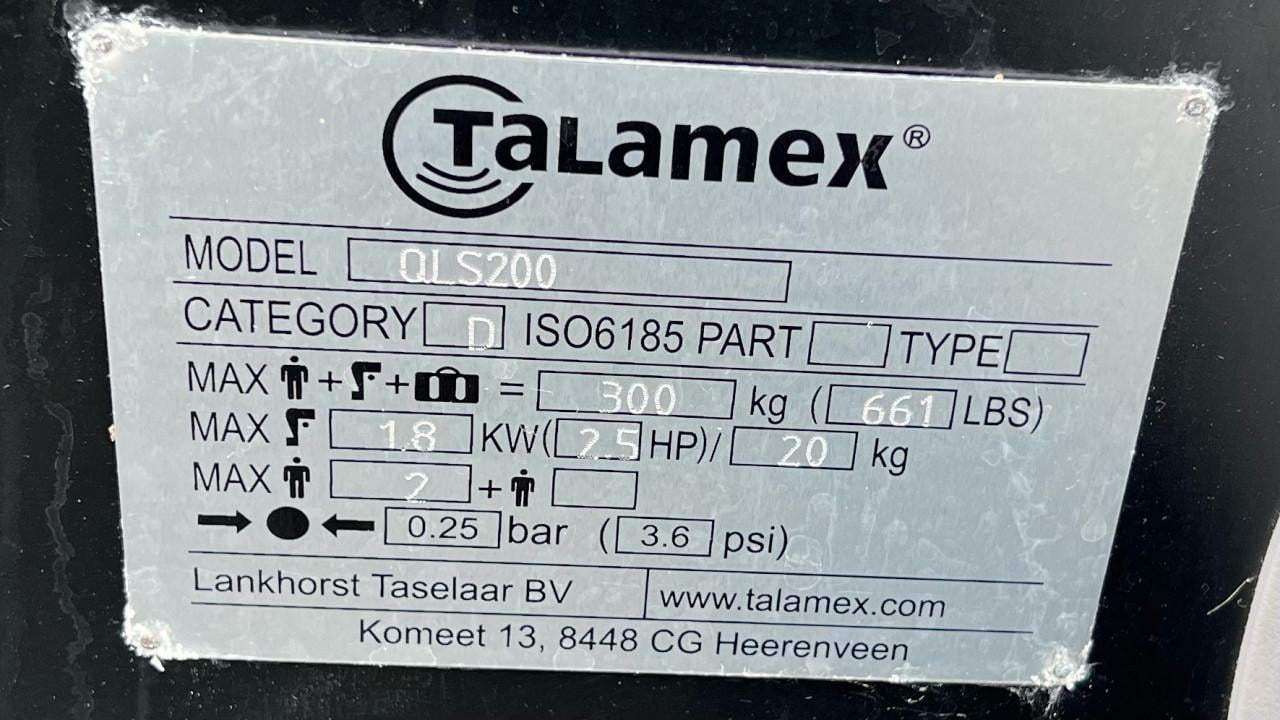 TaLamex®
MODEL QLS200
CATEGORY D ISO6185 PART TYPE
MAX + + = 300 kg (661 LBS)
MAX 1.8 KW(2.5 HP)/ 20 kg
MAX 2 +
0.25 bar (3.6 psi)
Lankhorst Taselaar BV www.talamex.com
Komeet 13, 8448 CG Heerenveen